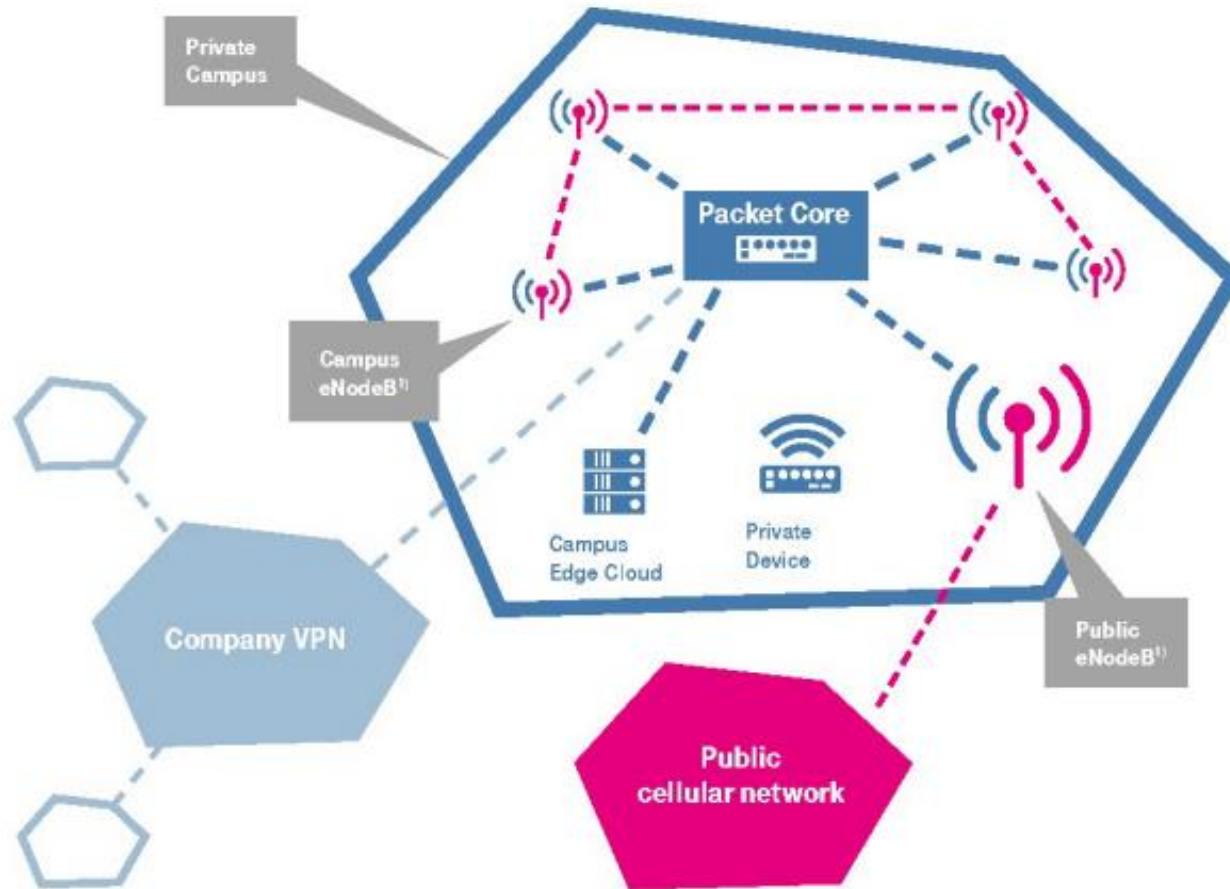 Private
Campus
Packet Core
Campus
eNodeB¹⁾
Campus
Edge Cloud
Private
Device
Company VPN
Public
eNodeB¹⁾
Public
cellular network